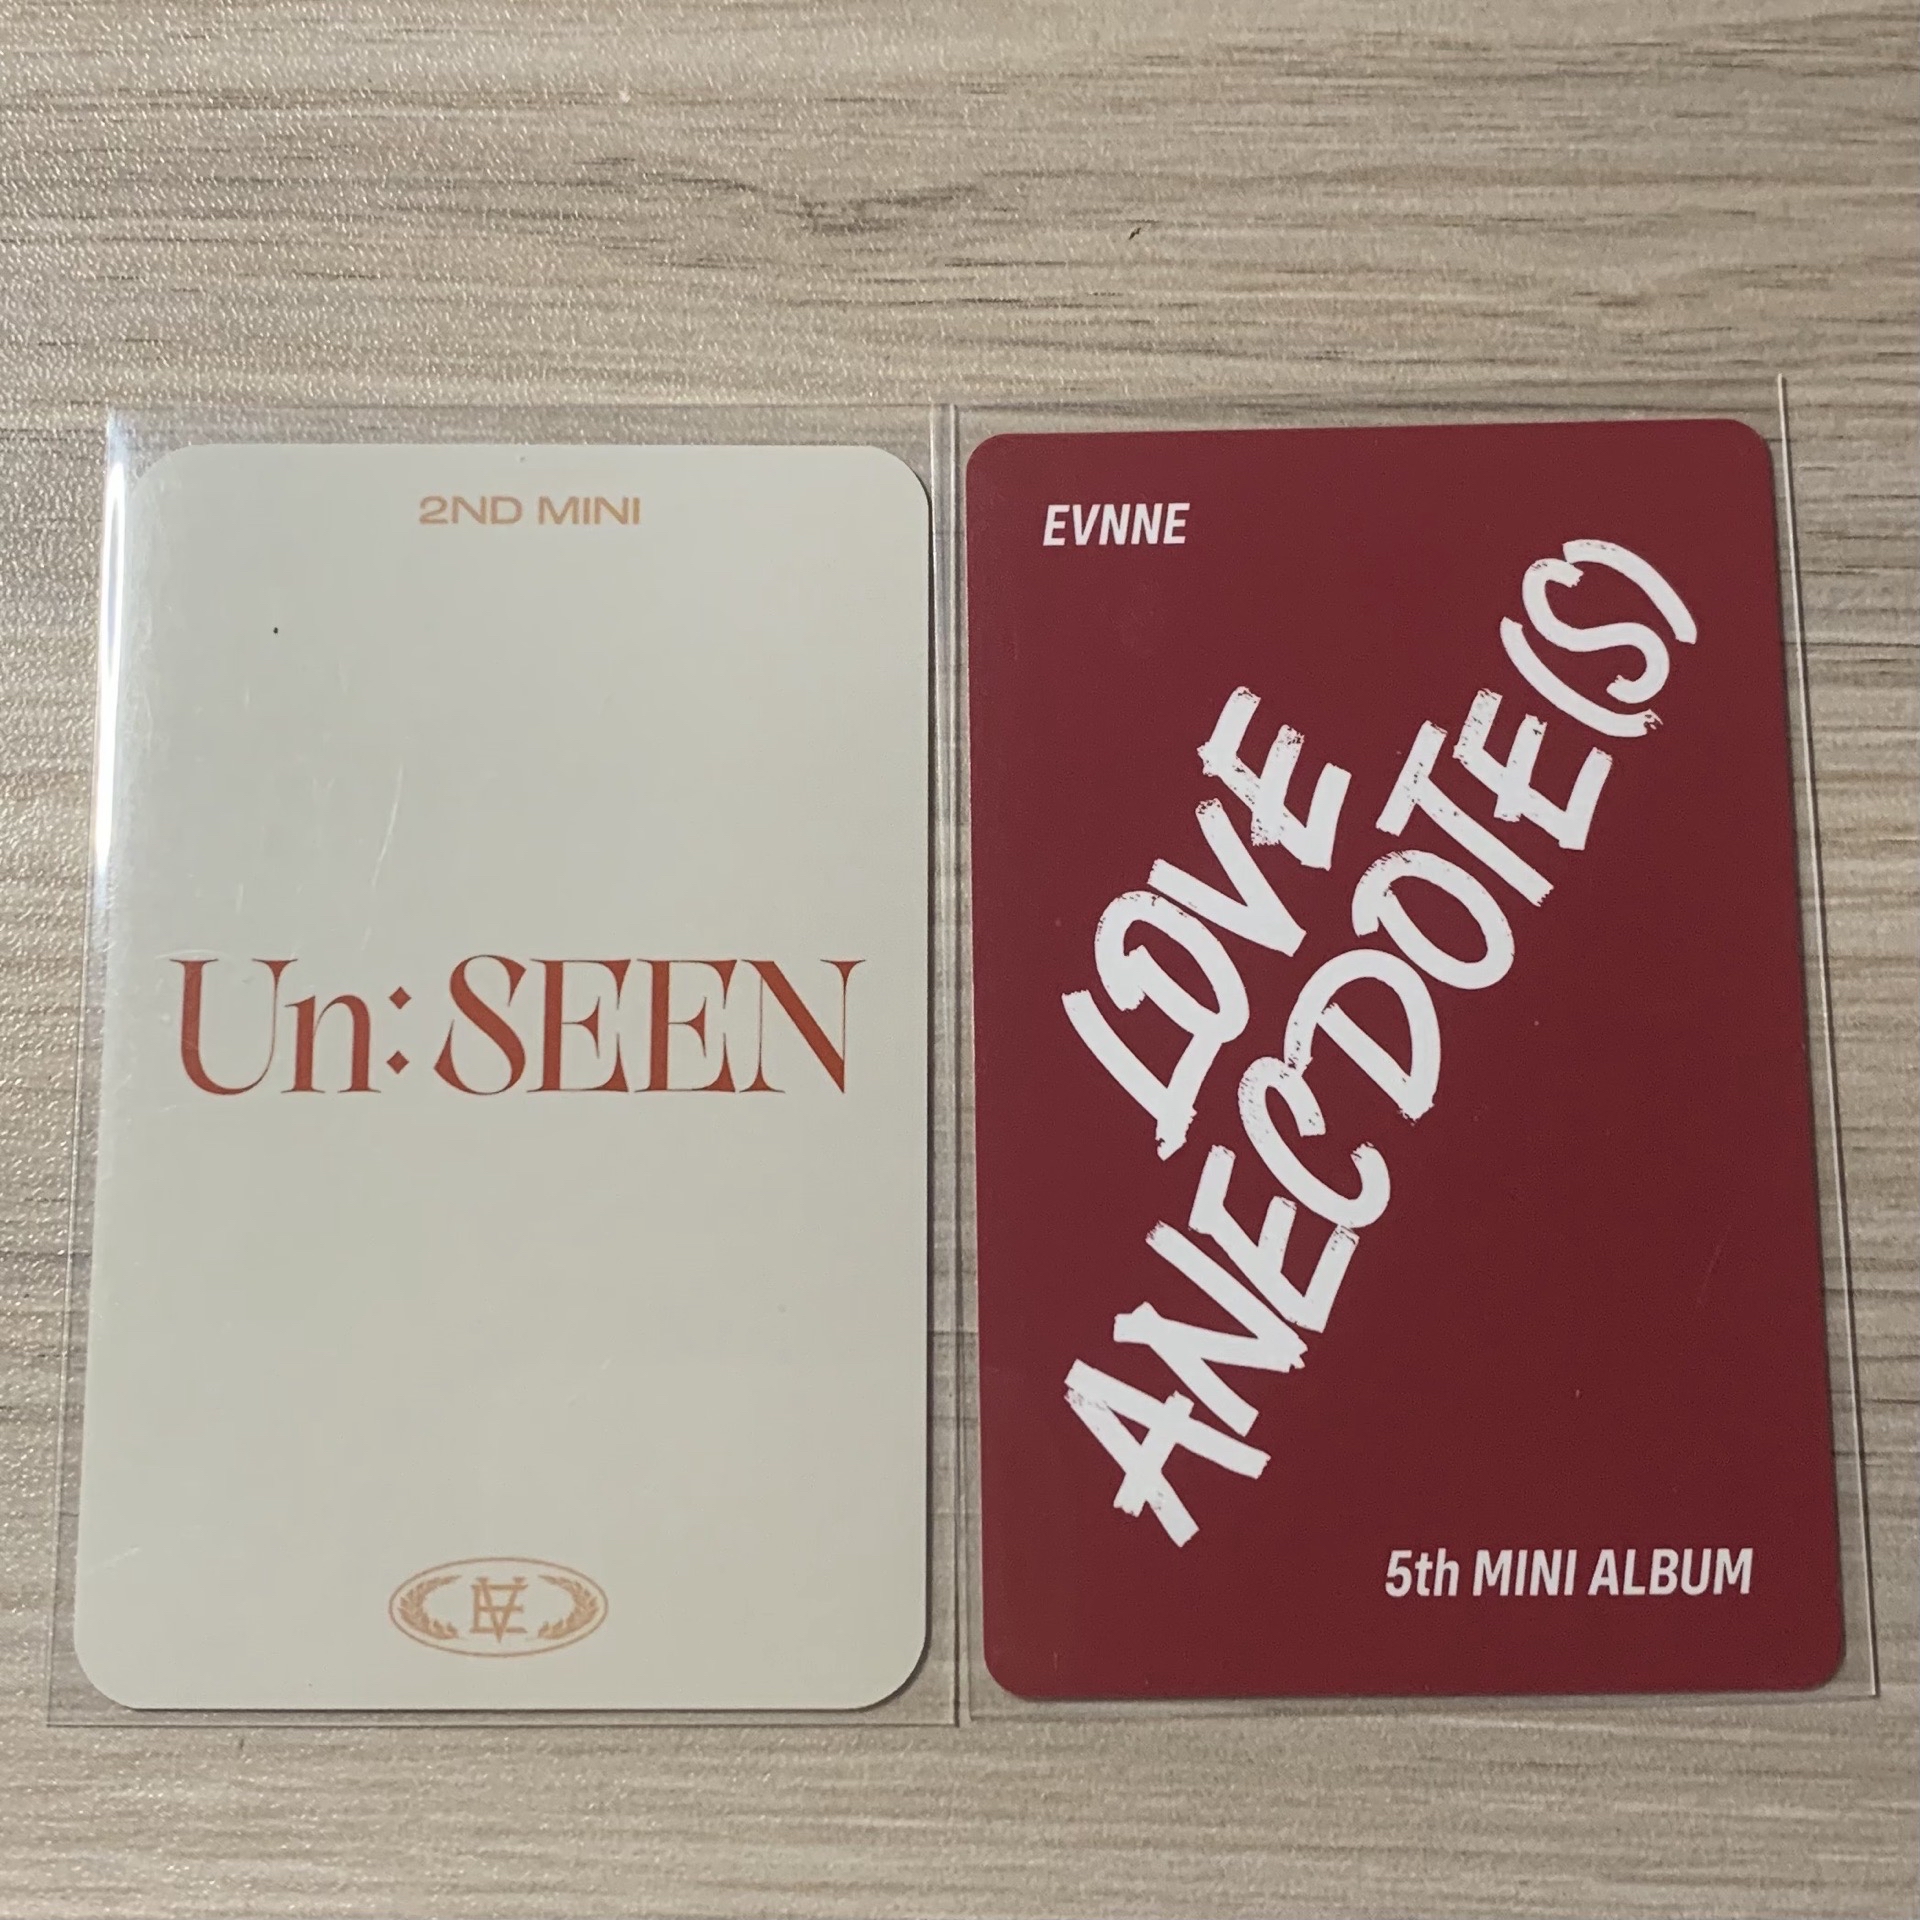 2ND MINI
Un:SEEN
EVNNE
LOVE
ANECDOTE(S)
5th MINI ALBUM